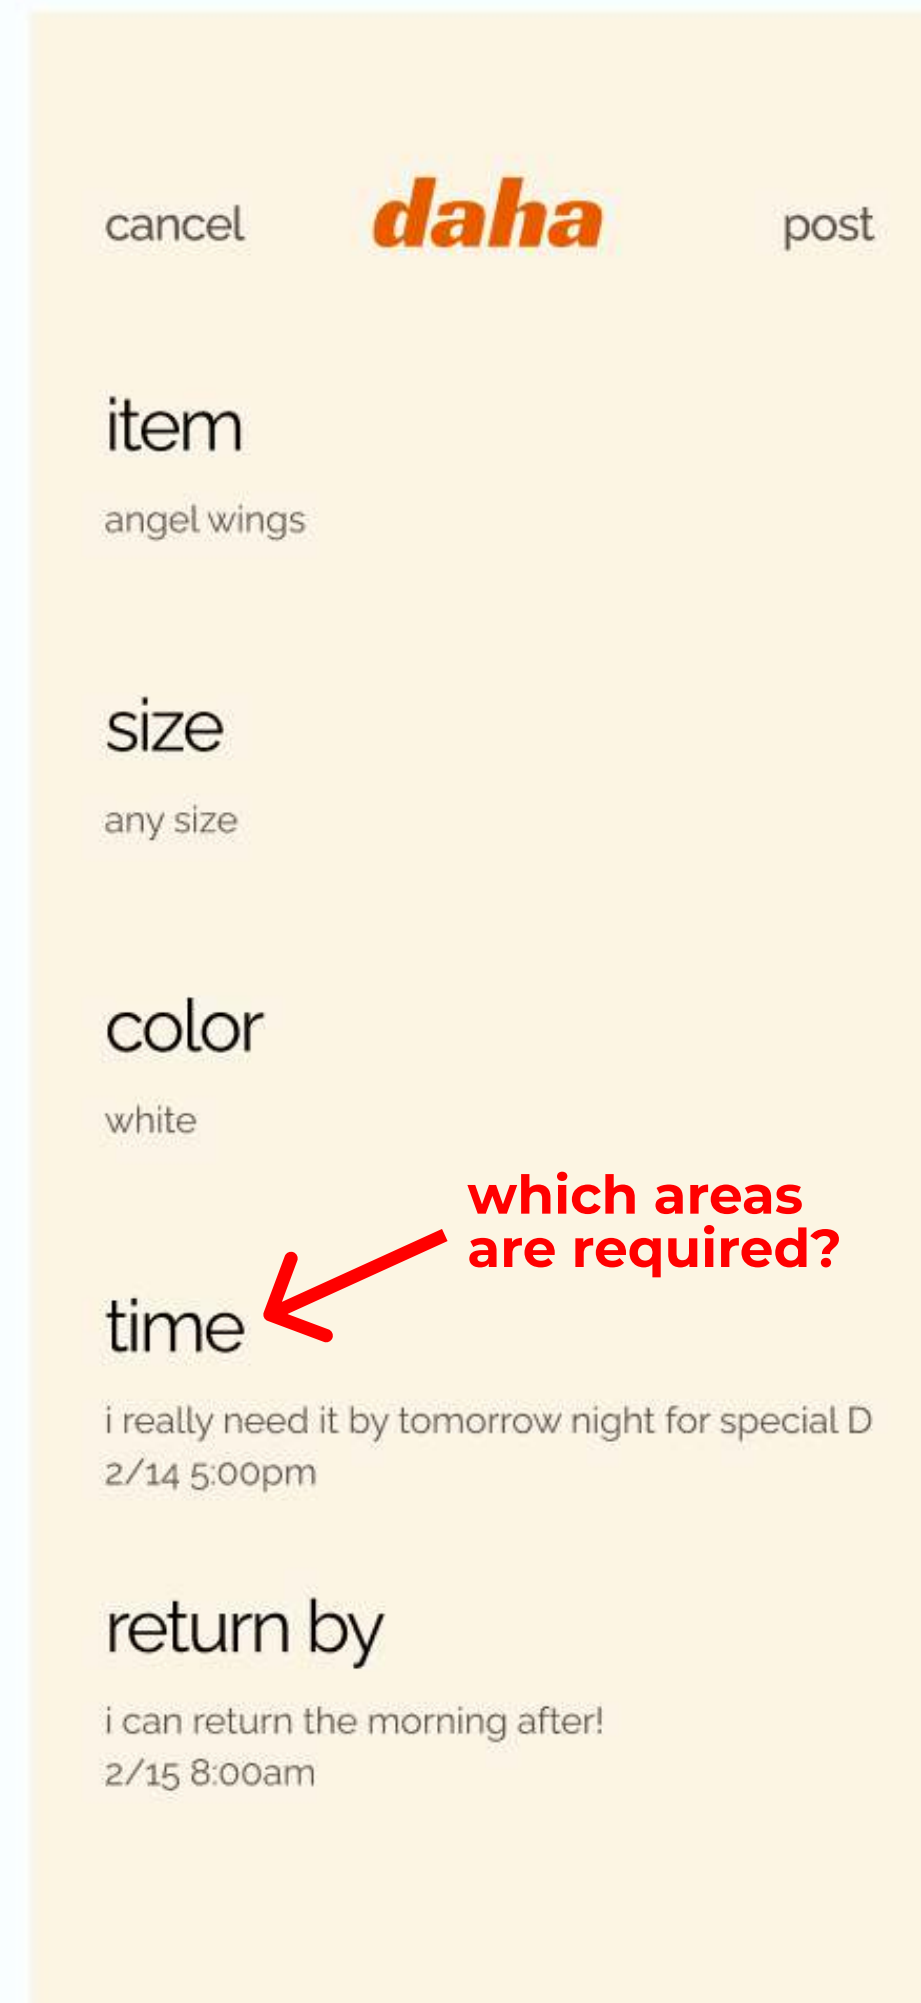 cancel daha post
item
angel wings
size
any size
color
white
which areas
are required?
time
i really need it by tomorrow night for special D
2/14 5:00pm
return by
i can return the morning after!
2/15 8:00am